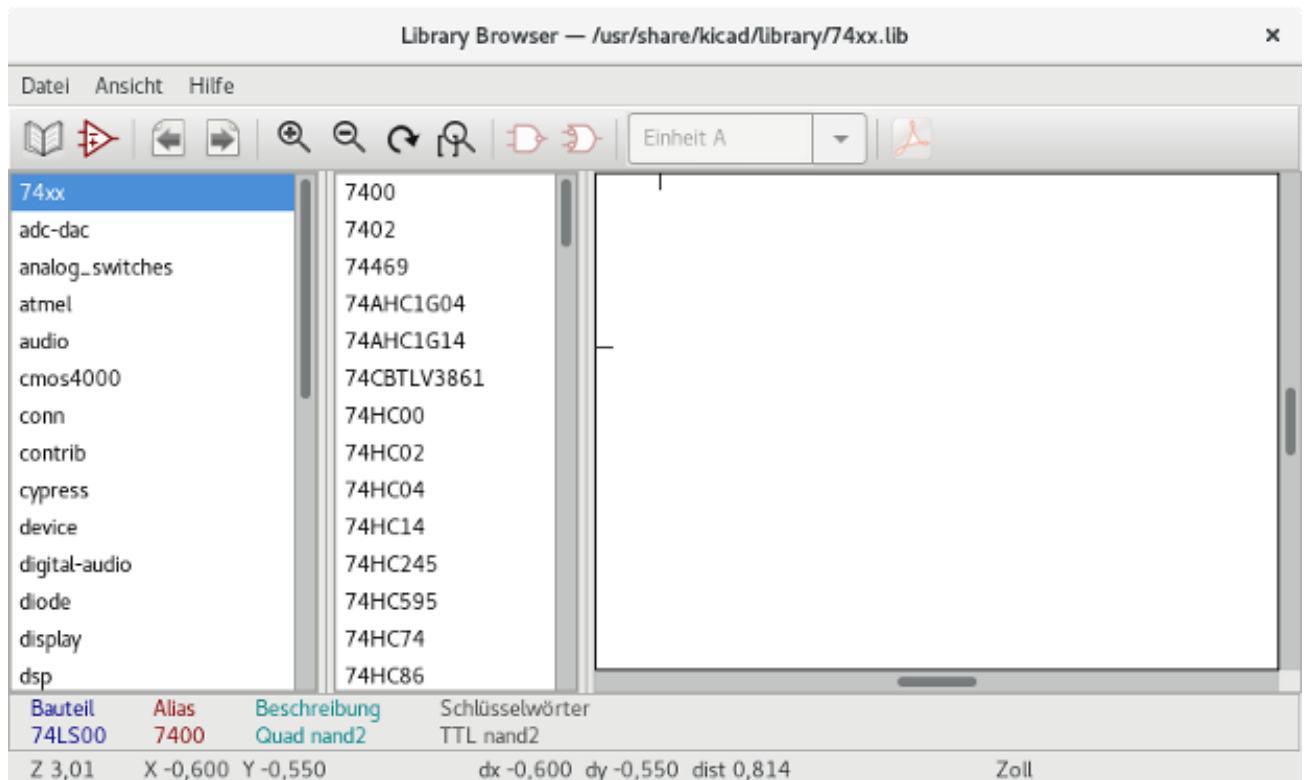 Library Browser — /usr/share/kicad/library/74xx.lib
Datei Ansicht Hilfe
Einheit A
74xx
adc-dac
analog_switches
atmel
audio
cmos4000
conn
contrib
cypress
device
digital-audio
diode
display
dsp
7400
7402
74469
74AHC1G04
74AHC1G14
74CBTLV3861
74HC00
74HC02
74HC04
74HC14
74HC245
74HC595
74HC74
74HC86
Bauteil Alias Beschreibung Schlüsselwörter
74LS00 7400 Quad nand2 TTL nand2
Z 3,01 X -0,600 Y -0,550 dx -0,600 dy -0,550 dist 0,814 Zoll